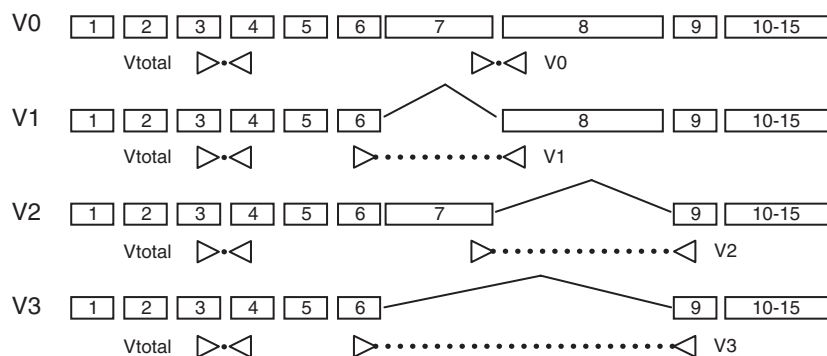 V0 1 2 3 4 5 6 7 8 9 10-15
Vtotal V0
V1 1 2 3 4 5 6 8 9 10-15
Vtotal V1
V2 1 2 3 4 5 6 7 9 10-15
Vtotal V2
V3 1 2 3 4 5 6 9 10-15
Vtotal V3